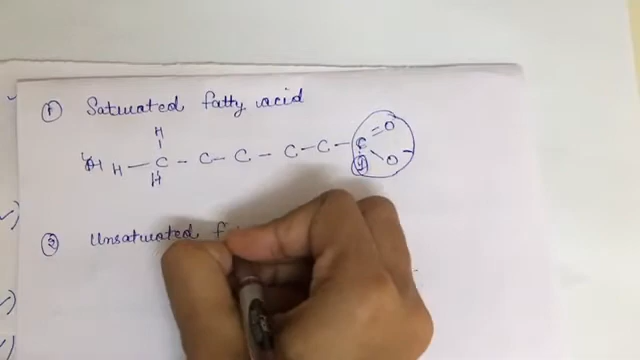 ① Saturated fatty acid
H
H — C — C — C — C — C — C = O
H O
② Unsaturated f